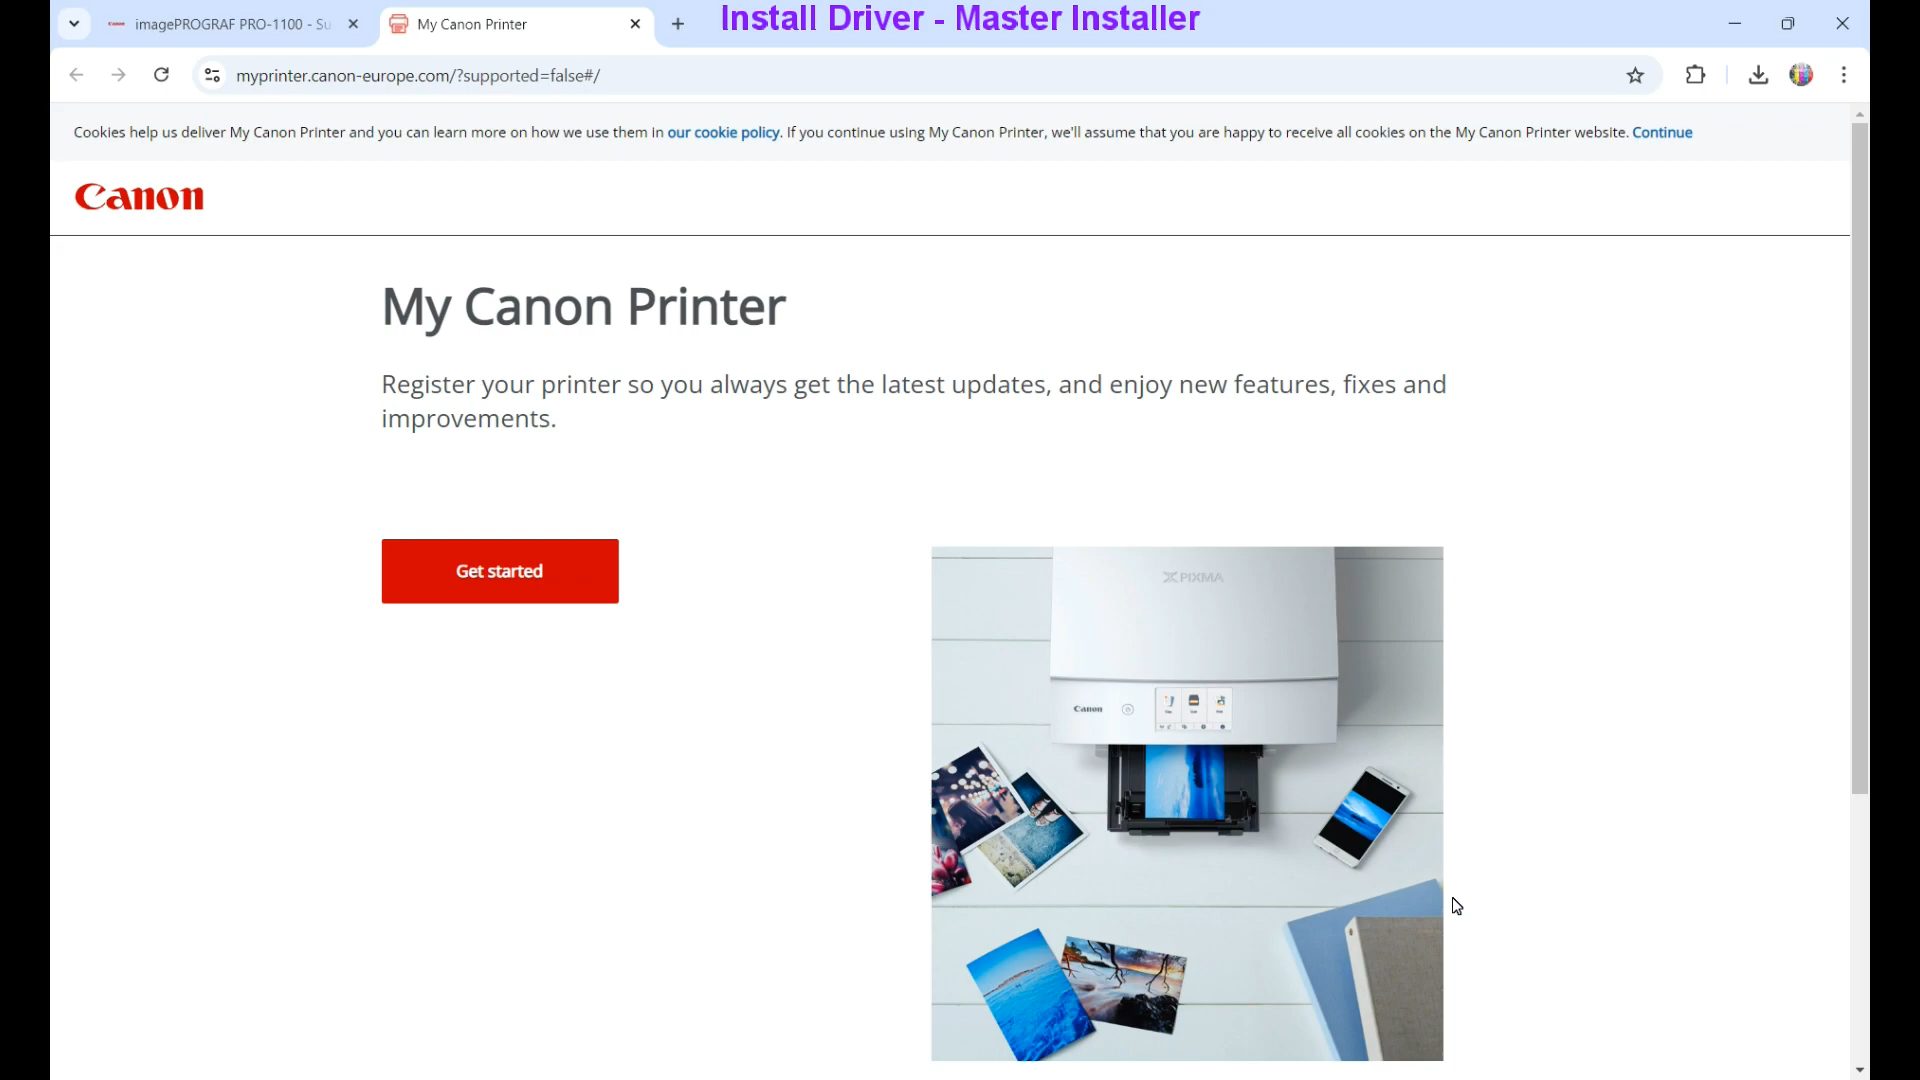 imagePROGRAF PRO-1100 - Su
My Canon Printer
Install Driver - Master Installer
myprinter.canon-europe.com/?supported=false#/
Cookies help us deliver My Canon Printer and you can learn more on how we use them in our cookie policy. If you continue using My Canon Printer, we'll assume that you are happy to receive all cookies on the My Canon Printer website. Continue
Canon
My Canon Printer
Register your printer so you always get the latest updates, and enjoy new features, fixes and
improvements.
Get started
PIXMA
Canon